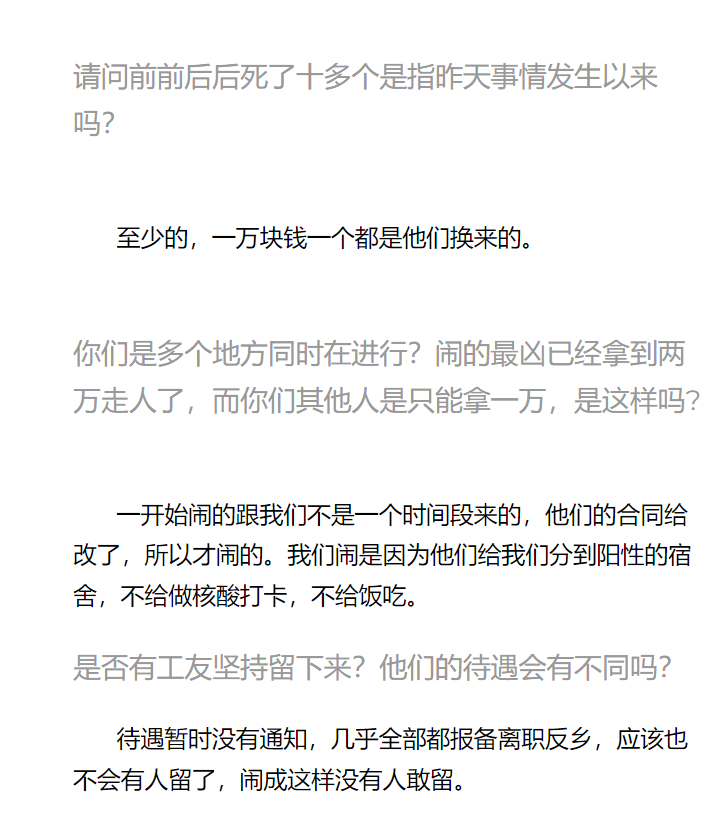 请问前前后后死了十多个是指昨天事情发生以来
吗？
至少的，一万块钱一个都是他们换来的。
你们是多个地方同时在进行？闹的最凶已经拿到两
万走人了，而你们其他人是只能拿一万，是这样吗?
一开始闹的跟我们不是一个时间段来的，他们的合同给
改了，所以才闹的。我们闹是因为他们给我们分到阳性的宿
舍，不给做核酸打卡，不给饭吃。
是否有工友坚持留下来？他们的待遇会有不同吗？
待遇暂时没有通知，几乎全部都报备离职反乡，应该也
不会有人留了，闹成这样没有人敢留。